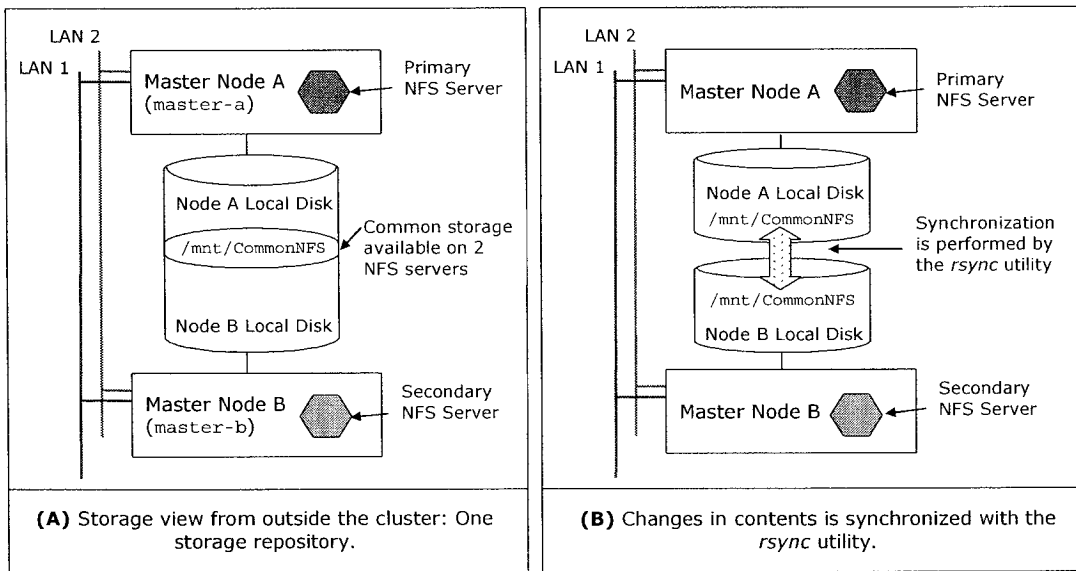 LAN 2
LAN 1
Master Node A
(master-a)
Primary
NFS Server
Node A Local Disk
/mnt/CommonNFS
Common storage
available on 2
NFS servers
Node B Local Disk
Master Node B
(master-b)
Secondary
NFS Server
(A) Storage view from outside the cluster: One
storage repository.
LAN 2
LAN 1
Master Node A
Primary
NFS Server
Node A Local Disk
/mnt/CommonNFS
Synchronization
is performed by
the rsync utility
/mnt/CommonNFS
Node B Local Disk
Master Node B
Secondary
NFS Server
(B) Changes in contents is synchronized with the
rsync utility.